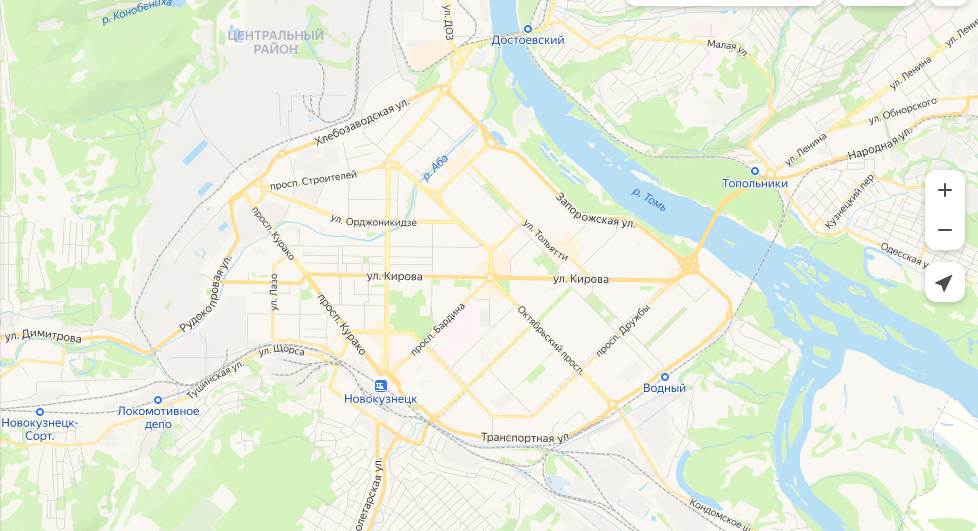 р. Конобениха
ул. ДОЗ
ЦЕНТРАЛЬНЫЙ
РАЙОН
Достоевский
Малая ул.
ул. Ленина
ул. Ленина
Хлебозаводская ул.
ул. Обнорского
ул. Ленина
Народная ул.
р. Аба
просп. Строителей
Топольники
р. Томь
Кузнецкий пер
Запорожская ул.
просп. Курако
ул. Орджоникидзе
ул. Тольятти
Одесская у
Рудокопровая ул.
ул. Лазо
ул. Кирова
ул. Кирова
просп. Курако
просп. Бардина
Октябрьский просп.
просп. Дружбы
ул. Димитрова
ул. Щорса
Тушинская ул.
Новокузнецк
Водный
Локомотивное
депо
Новокузнецк-
Сорт.
Транспортная ул.
олетарская ул.
Кондомское ш